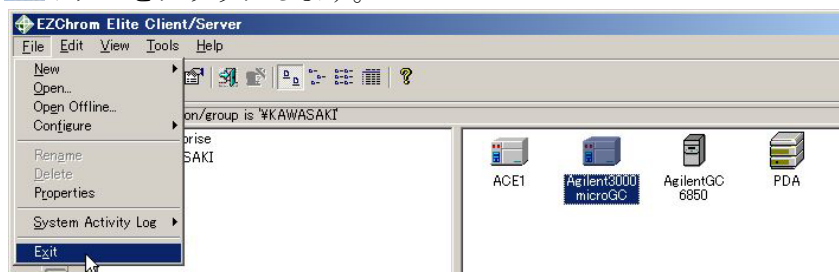 EZChrom Elite Client/Server
File Edit View Tools Help
New
Open...
Open Offline...
Configure
Rename
Delete
Properties
System Activity Log
Exit
on/group is '¥KAWASAKI'
prise
SAKI
ACE1
Agilent3000
microGC
AgilentGC
6850
PDA